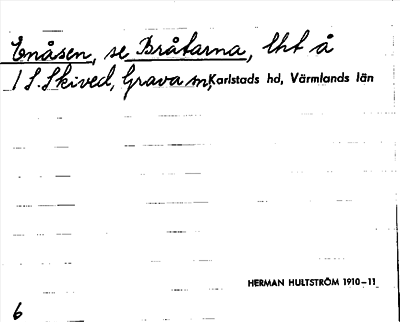 Enåsen, se Bråtarna, lht å
1 S. Skived, Grava sn, Karlstads hd, Värmlands län
HERMAN HULTSTRÖM 1910–11
6